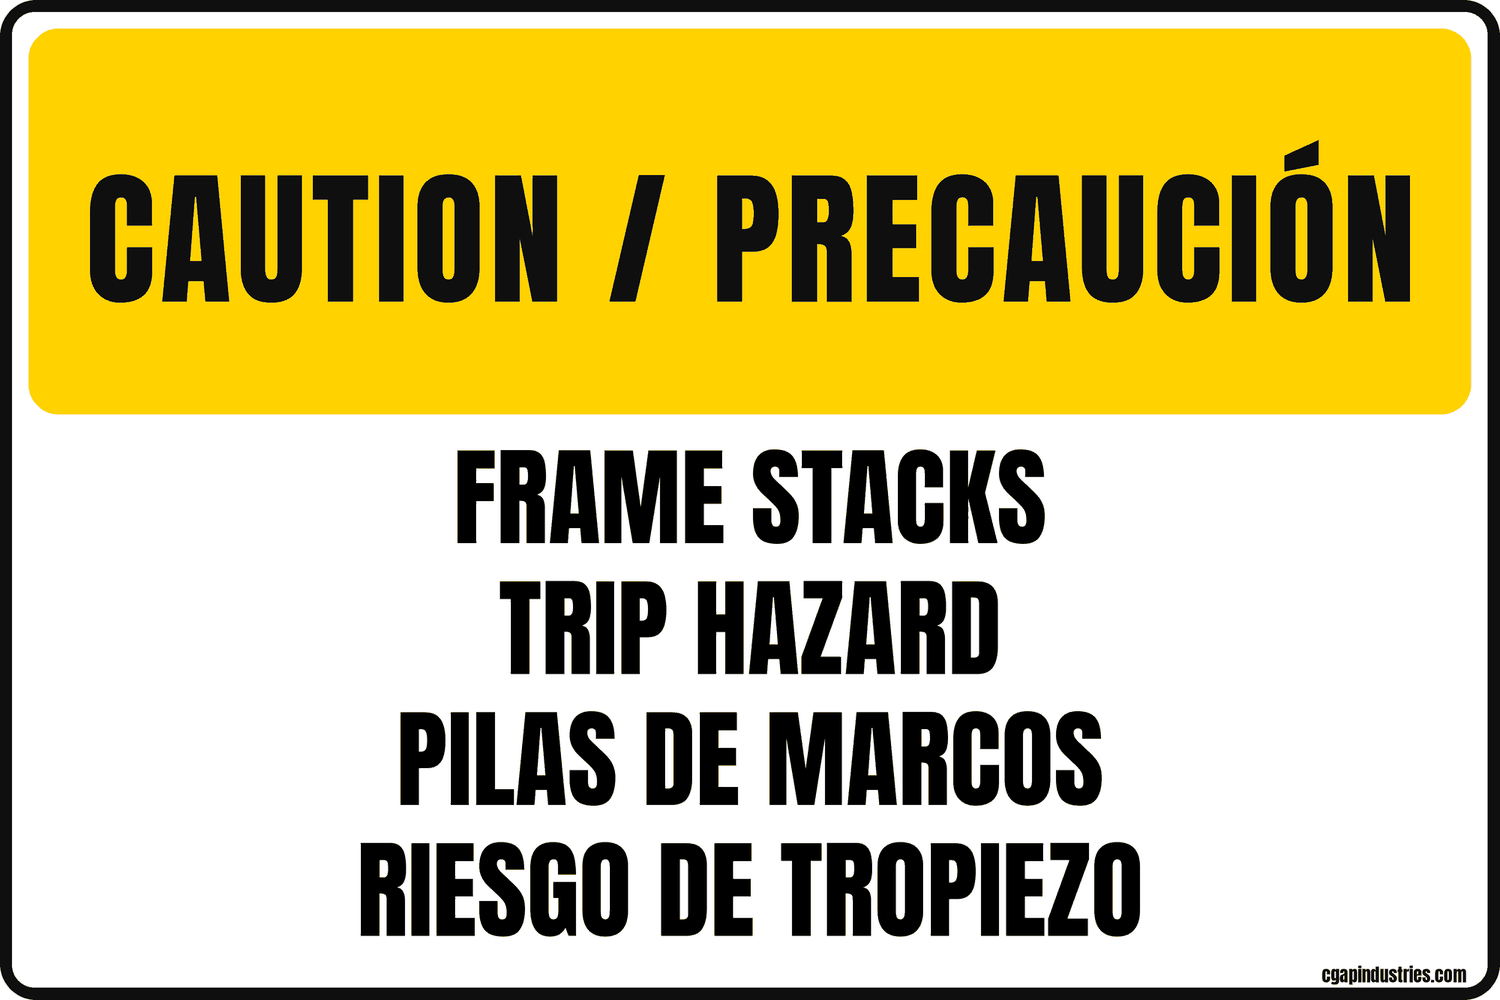 CAUTION / PRECAUCIÓN
FRAME STACKS
TRIP HAZARD
PILAS DE MARCOS
RIESGO DE TROPIEZO
cgapindustries.com